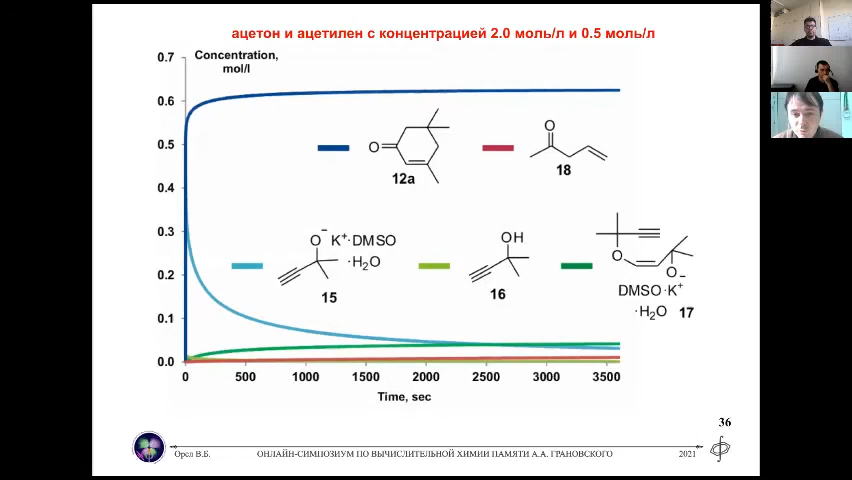 ацетон и ацетилен с концентрацией 2.0 моль/л и 0.5 моль/л
Concentration,
mol/l
0.7
0.6
0.5
0.4
0.3
0.2
0.1
0.0
O
12a
O
18
O⁻ K⁺·DMSO
·H₂O
15
OH
16
O
O⁻
DMSO·K⁺
·H₂O 17
0 500 1000 1500 2000 2500 3000 3500
Time, sec
36
Орел В.Б. ОНЛАЙН-СИМПОЗИУМ ПО ВЫЧИСЛИТЕЛЬНОЙ ХИМИИ ПАМЯТИ А.А. ГРАНОВСКОГО 2021